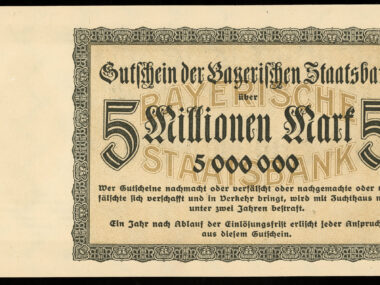 Gutschein der Bayerischen Staatsban
über
5 Millionen Mark 5
BAYERISCHE
STAATSBANK
5 000 000
Wer Gutscheine nachmacht oder verfälscht oder nachgemachte oder
fälschte sich verschafft und in Verkehr bringt, wird mit Zuchthaus
unter zwei Jahren bestraft.
Ein Jahr nach Ablauf der Einlösungsfrist erlischt jeder Anspruc
aus diesem Gutschein.